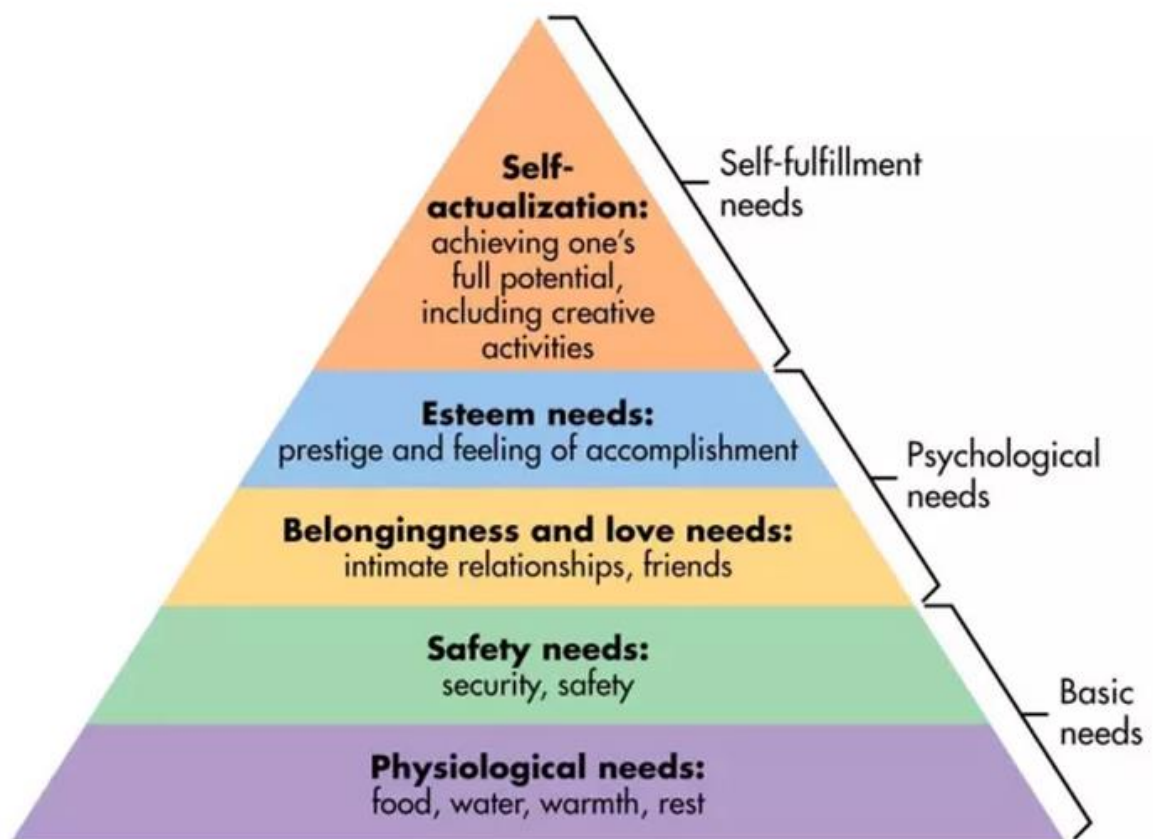 Self-
actualization:
achieving one's
full potential,
including creative
activities
Self-fulfillment
needs
Esteem needs:
prestige and feeling of accomplishment
Psychological
needs
Belongingness and love needs:
intimate relationships, friends
Safety needs:
security, safety
Basic
needs
Physiological needs:
food, water, warmth, rest